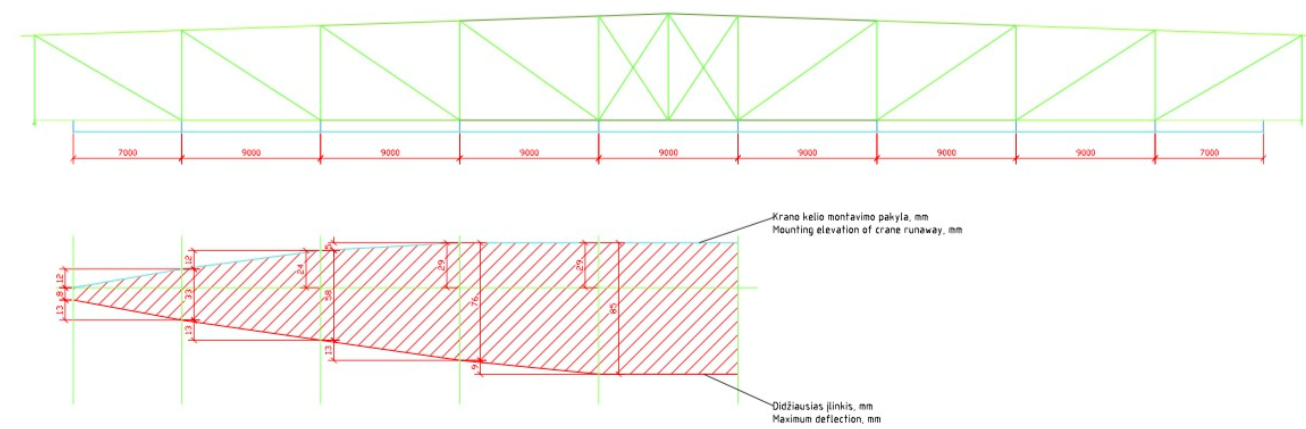 7000 9000 9000 9000 9000 9000 9000 9000 7000
Krano kelio montavimo pakyla, mm
Mounting elevation of crane runaway, mm
12 8 13
12 33 13
24 5 58 13
29 76 9
29 85
Didžiausias įlinkis, mm
Maximum deflection, mm